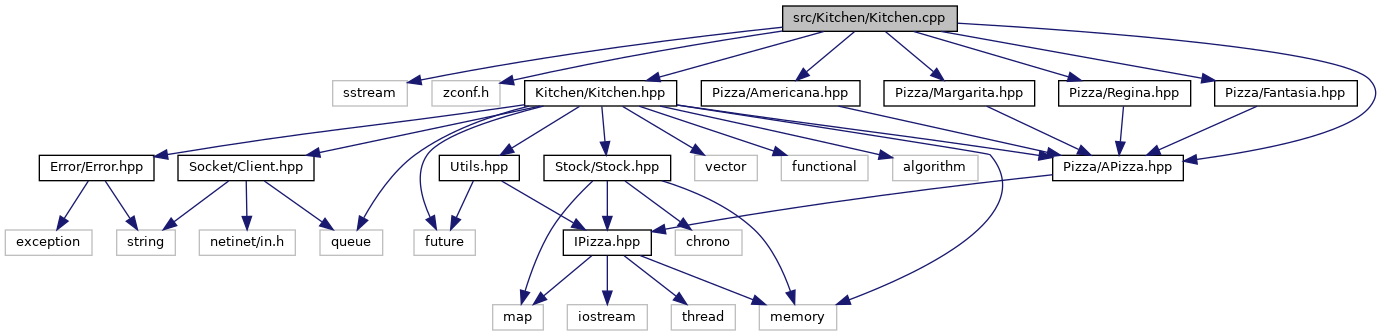 src/Kitchen/Kitchen.cpp
sstream
zconf.h
Kitchen/Kitchen.hpp
Pizza/Americana.hpp
Pizza/Margarita.hpp
Pizza/Regina.hpp
Pizza/Fantasia.hpp
Error/Error.hpp
Socket/Client.hpp
Utils.hpp
Stock/Stock.hpp
vector
functional
algorithm
Pizza/APizza.hpp
exception
string
netinet/in.h
queue
future
IPizza.hpp
chrono
map
iostream
thread
memory